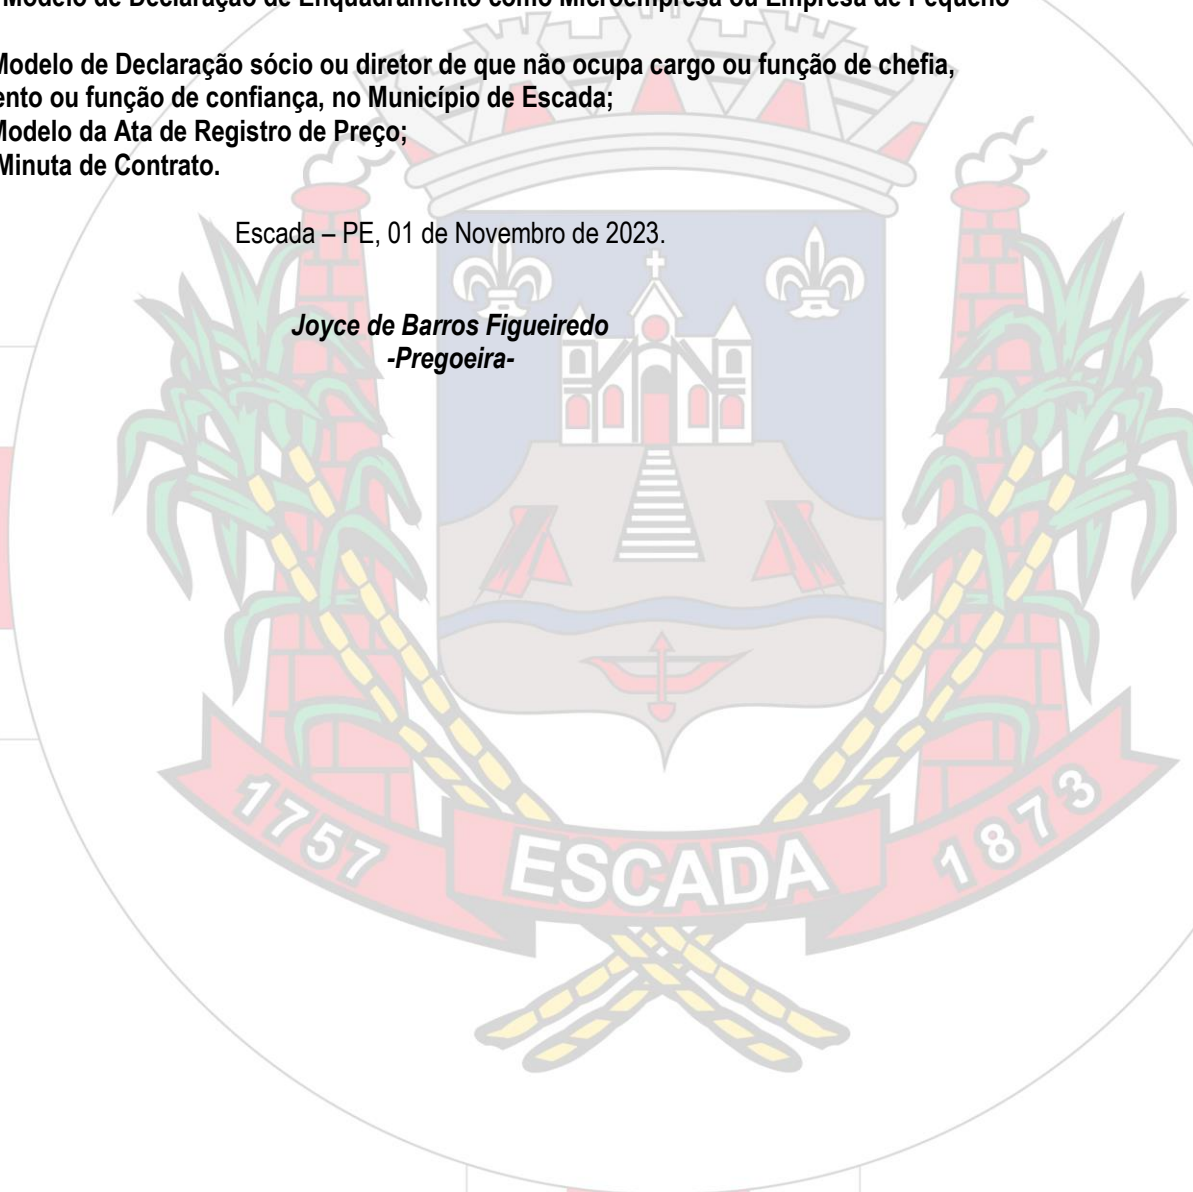 Modelo de Declaração de Enquadramento como Microempresa ou Empresa de Pequeno
Modelo de Declaração sócio ou diretor de que não ocupa cargo ou função de chefia,
ento ou função de confiança, no Município de Escada;
Modelo da Ata de Registro de Preço;
Minuta de Contrato.
Escada – PE, 01 de Novembro de 2023.
Joyce de Barros Figueiredo
-Pregoeira-
1757
ESCADA
1873